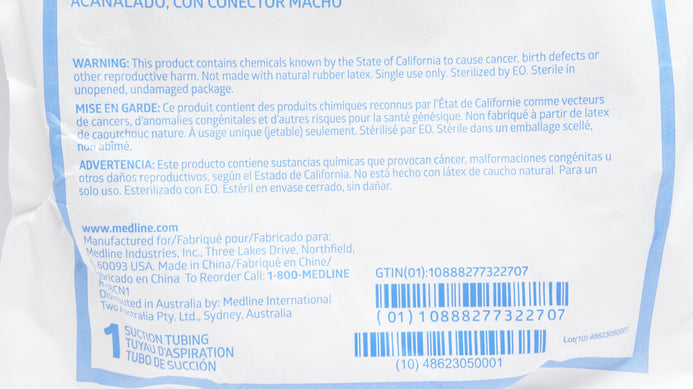 ACANALADO, CON CONECTOR MACHO
WARNING: This product contains chemicals known by the State of California to cause cancer, birth defects or
other reproductive harm. Not made with natural rubber latex. Single use only. Sterilized by EO. Sterile in
unopened, undamaged package.
MISE EN GARDE: Ce produit contient des produits chimiques reconnus par l'État de Californie comme vecteurs
de cancers, d'anomalies congénitales et d'autres risques pour la santé génésique. Non fabriqué à partir de latex
de caoutchouc nature. À usage unique (jetable) seulement. Stérilisé par EO. Stérile dans un emballage scellé,
non abîmé.
ADVERTENCIA: Este producto contiene sustancias químicas que provocan cáncer, malformaciones congénitas u
otros daños reproductivos, según el Estado de California. No está hecho con látex de caucho natural. Para un
solo uso. Esterilizado con EO. Estéril en envase cerrado, sin dañar.
www.medline.com
Manufactured for/Fabriqué pour/Fabricado para:
Medline Industries, Inc., Three Lakes Drive, Northfield,
60093 USA. Made in China/Fabriqué en Chine/
bricado en China To Reorder Call: 1-800-MEDLINE
CN1
Distributed in Australia by: Medline International
Two Australia Pty. Ltd., Sydney, Australia
1 SUCTION TUBING
TUYAU D'ASPIRATION
TUBO DE SUCCIÓN
GTIN(01):10888277322707
(01)10888277322707
(10)48623050001
Lot(10):48623050001